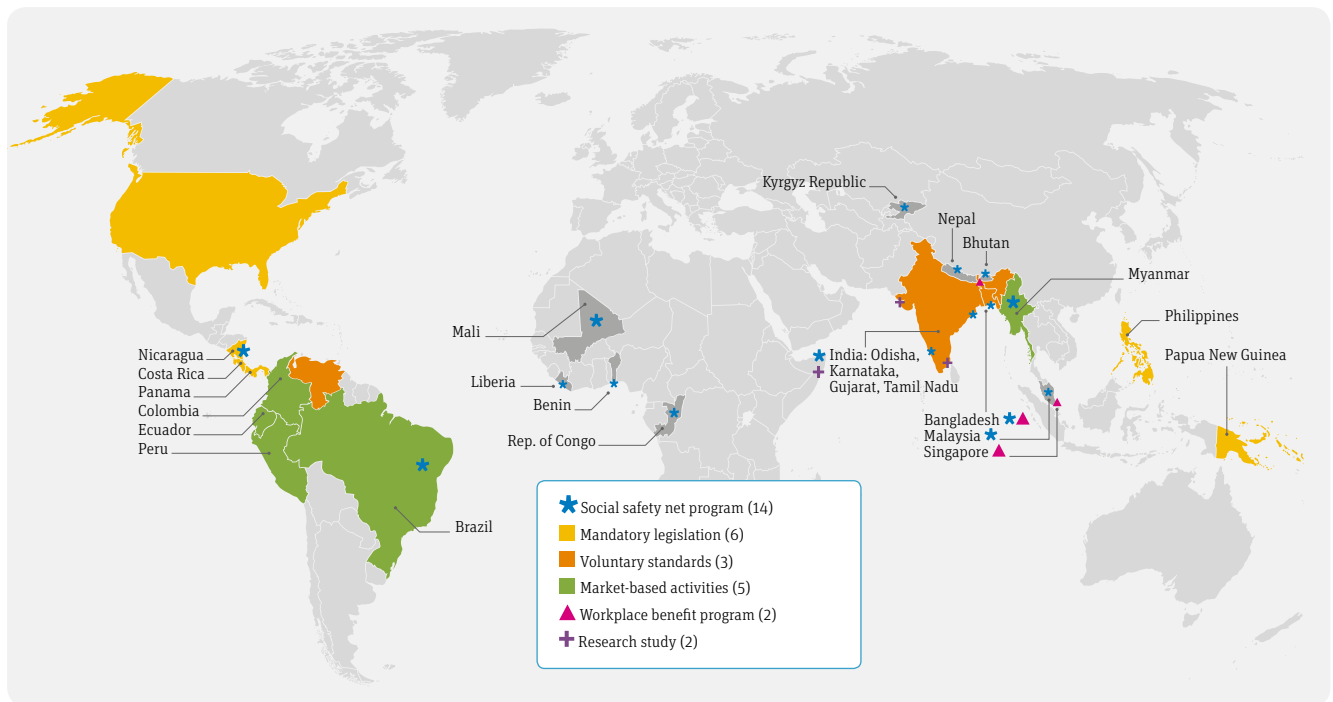 Kyrgyz Republic
Nepal
Bhutan
Myanmar
Philippines
Papua New Guinea
Mali
Liberia
Benin
Rep. of Congo
Nicaragua
Costa Rica
Panama
Colombia
Ecuador
Peru
Brazil
India: Odisha,
Karnataka,
Gujarat, Tamil Nadu
Bangladesh
Malaysia
Singapore
Social safety net program (14)
Mandatory legislation (6)
Voluntary standards (3)
Market-based activities (5)
Workplace benefit program (2)
Research study (2)